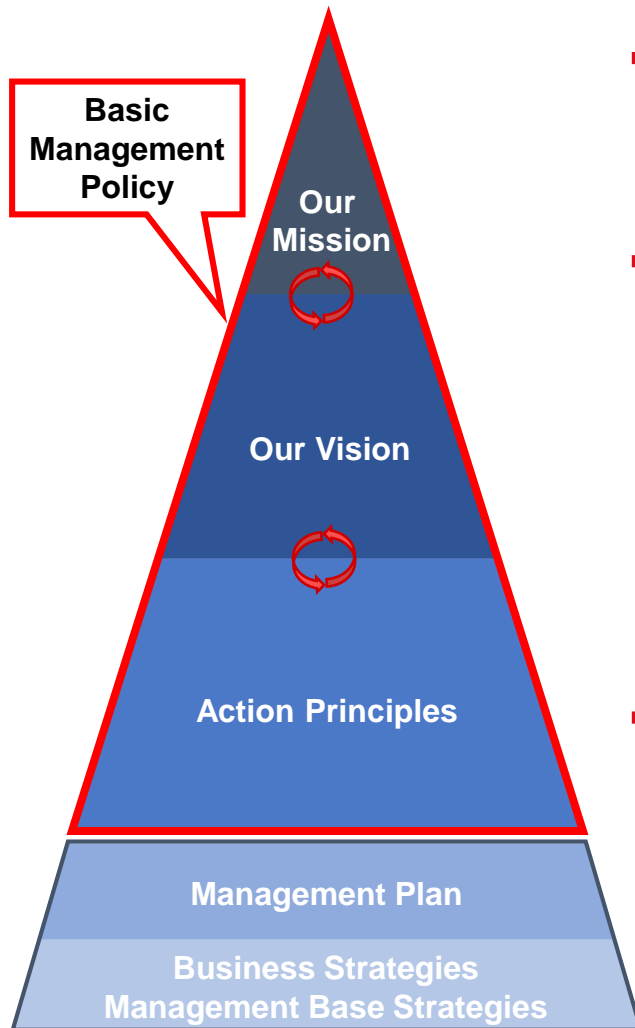 Basic
Management
Policy
Our
Mission
Our Vision
Action Principles
Management Plan
Business Strategies
Management Base Strategies